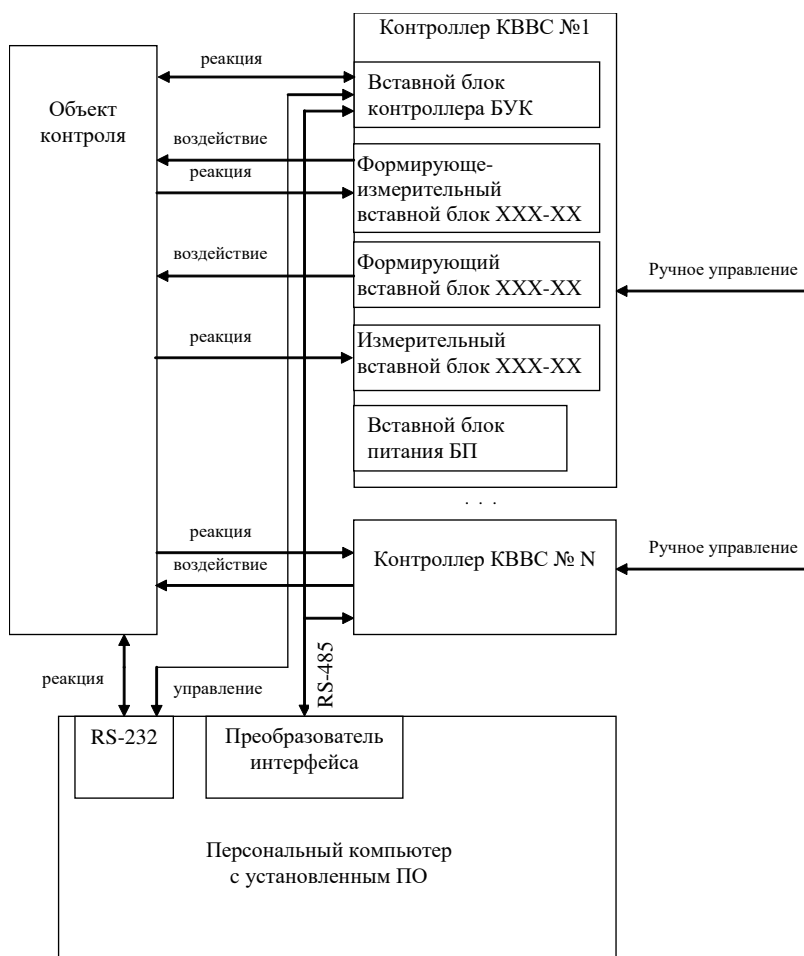 Контроллер КВВС №1
реакция
Вставной блок
контроллера БУК
Объект
контроля
воздействие
Формирующе-
измерительный
вставной блок ХХХ-ХХ
реакция
воздействие
Формирующий
вставной блок ХХХ-ХХ
Ручное управление
реакция
Измерительный
вставной блок ХХХ-ХХ
Вставной блок
питания БП
. . .
реакция
воздействие
Контроллер КВВС № N
Ручное управление
реакция
управление
RS-485
RS-232
Преобразователь
интерфейса
Персональный компьютер
с установленным ПО